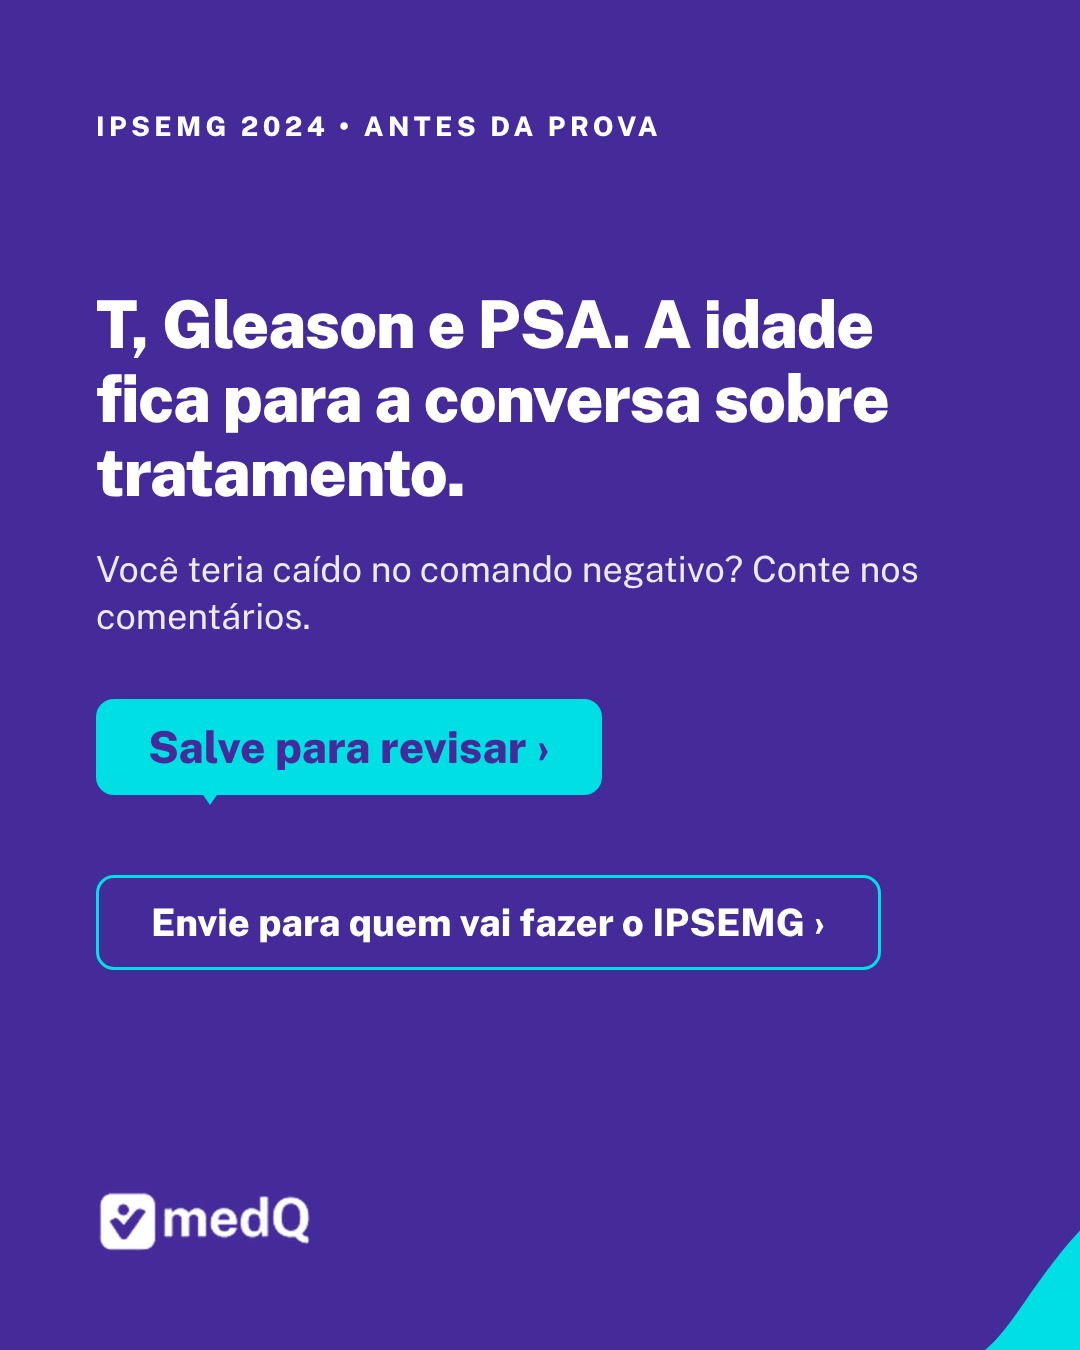 IPSEMG 2024 • ANTES DA PROVA
T, Gleason e PSA. A idade
fica para a conversa sobre
tratamento.
Você teria caído no comando negativo? Conte nos
comentários.
Salve para revisar ›
Envie para quem vai fazer o IPSEMG ›
medQ